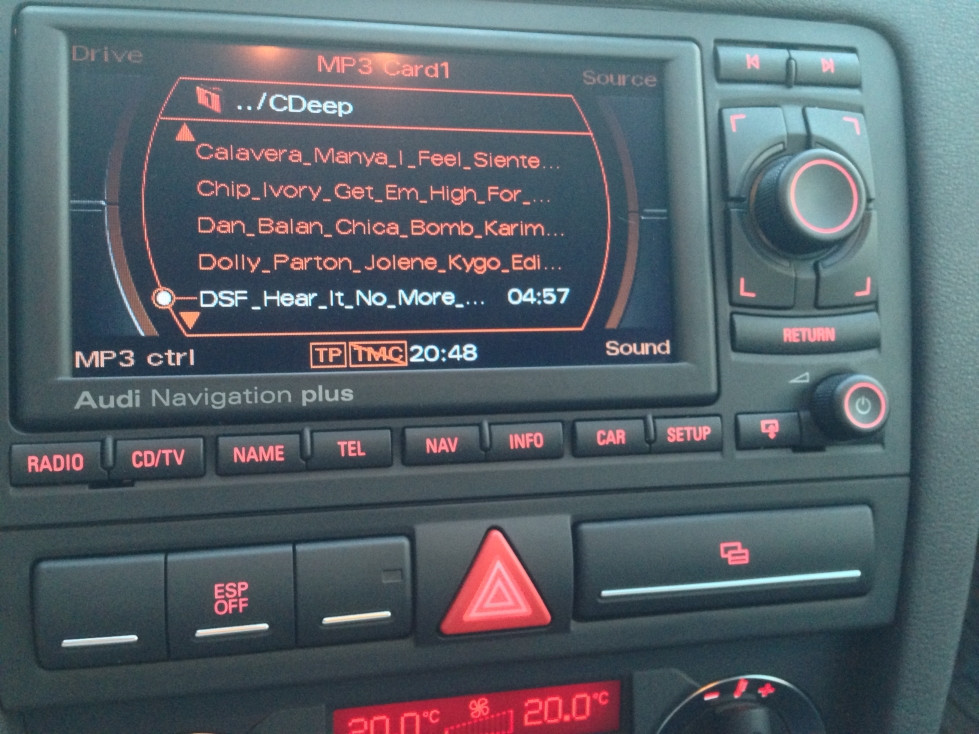 Drive
MP3 Card1
Source
../CDeep
Calavera_Manya_I_Feel_Siente...
Chip_Ivory_Get_Em_High_For_...
Dan_Balan_Chica_Bomb_Karim...
Dolly_Parton_Jolene_Kygo_Edi...
DSF_Hear_It_No_More_... 04:57
MP3 ctrl TP TMC 20:48 Sound
Audi Navigation plus
RETURN
RADIO CD/TV NAME TEL NAV INFO CAR SETUP
ESP
OFF
20.0°C 20.0°C